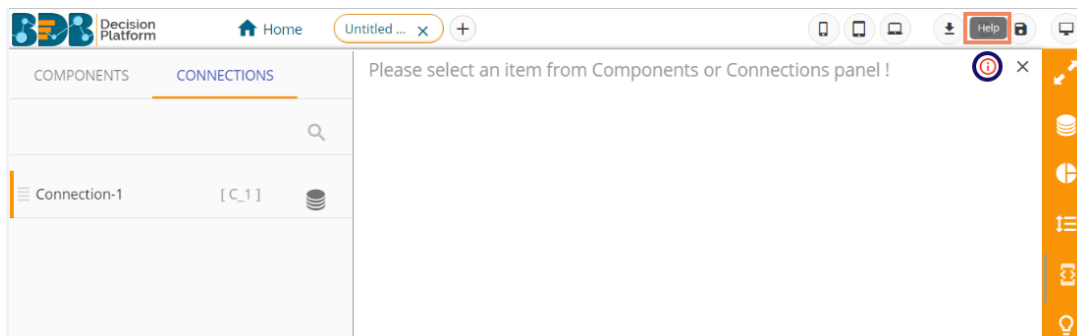 BDB Decision Platform
Home
Untitled ... x
Help
COMPONENTS
CONNECTIONS
Please select an item from Components or Connections panel !
Connection-1
[ C_1 ]